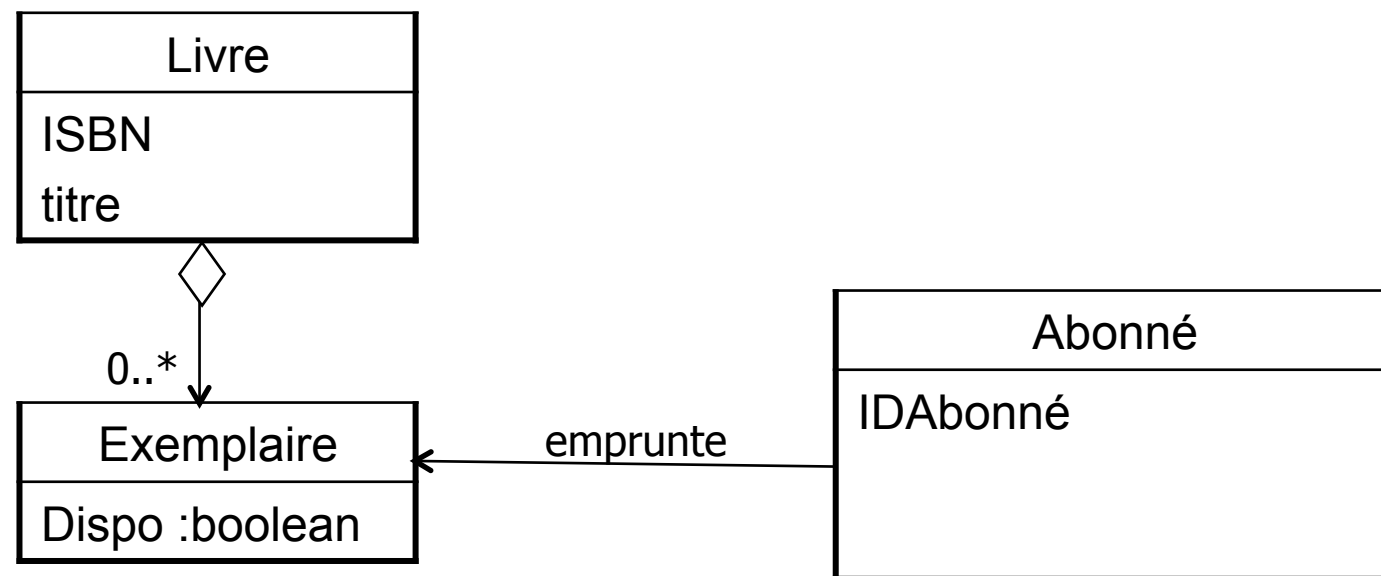 Livre
ISBN
titre
0..*
Exemplaire
Dispo :boolean
emprunte
Abonné
IDAbonné